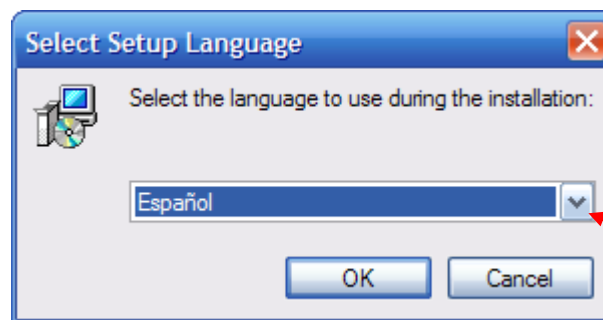 Select Setup Language
Select the language to use during the installation:
Español
OK
Cancel